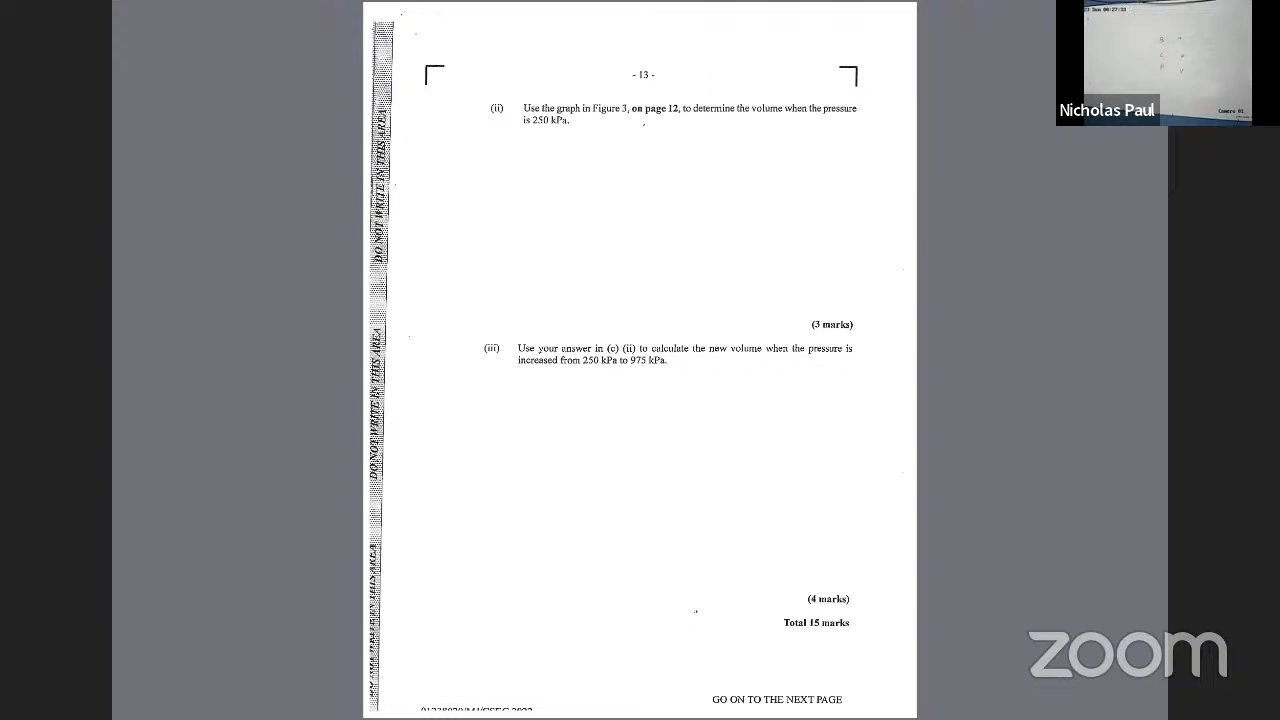 - 13 -
(ii) Use the graph in Figure 3, on page 12, to determine the volume when the pressure
is 250 kPa.
(3 marks)
(iii) Use your answer in (c) (ii) to calculate the new volume when the pressure is
increased from 250 kPa to 975 kPa.
(4 marks)
Total 15 marks
GO ON TO THE NEXT PAGE
DO NOT WRITE IN THIS AREA
DO NOT WRITE IN THIS AREA
Nicholas Paul
Camera 01
zoom